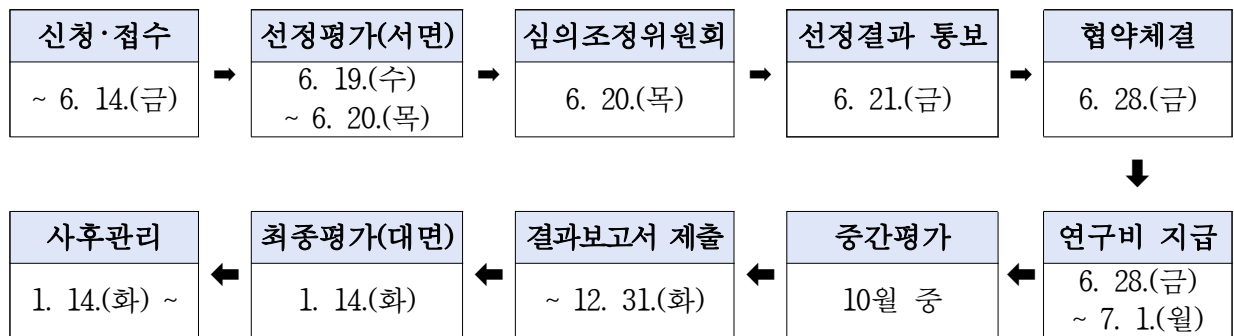 신청·접수
~ 6. 14.(금)
선정평가(서면)
6. 19.(수)
~ 6. 20.(목)
심의조정위원회
6. 20.(목)
선정결과 통보
6. 21.(금)
협약체결
6. 28.(금)
연구비 지급
6. 28.(금)
~ 7. 1.(월)
중간평가
10월 중
결과보고서 제출
~ 12. 31.(화)
최종평가(대면)
1. 14.(화)
사후관리
1. 14.(화) ~